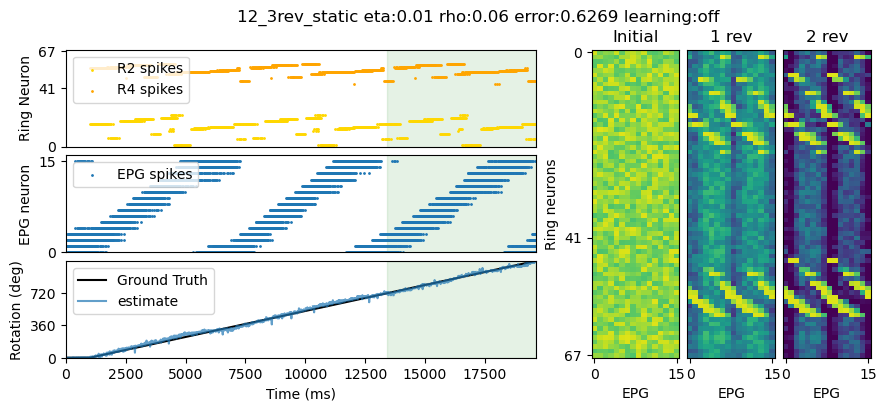 12_3rev_static eta:0.01 rho:0.06 error:0.6269 learning:off
Ring Neuron
67
41
0
R2 spikes
R4 spikes
EPG neuron
15
0
EPG spikes
Rotation (deg)
720
360
0
Ground Truth
estimate
0 2500 5000 7500 10000 12500 15000 17500
Time (ms)
Initial 1 rev 2 rev
Ring neurons
0
41
67
0 15 0 15 0 15
EPG EPG EPG